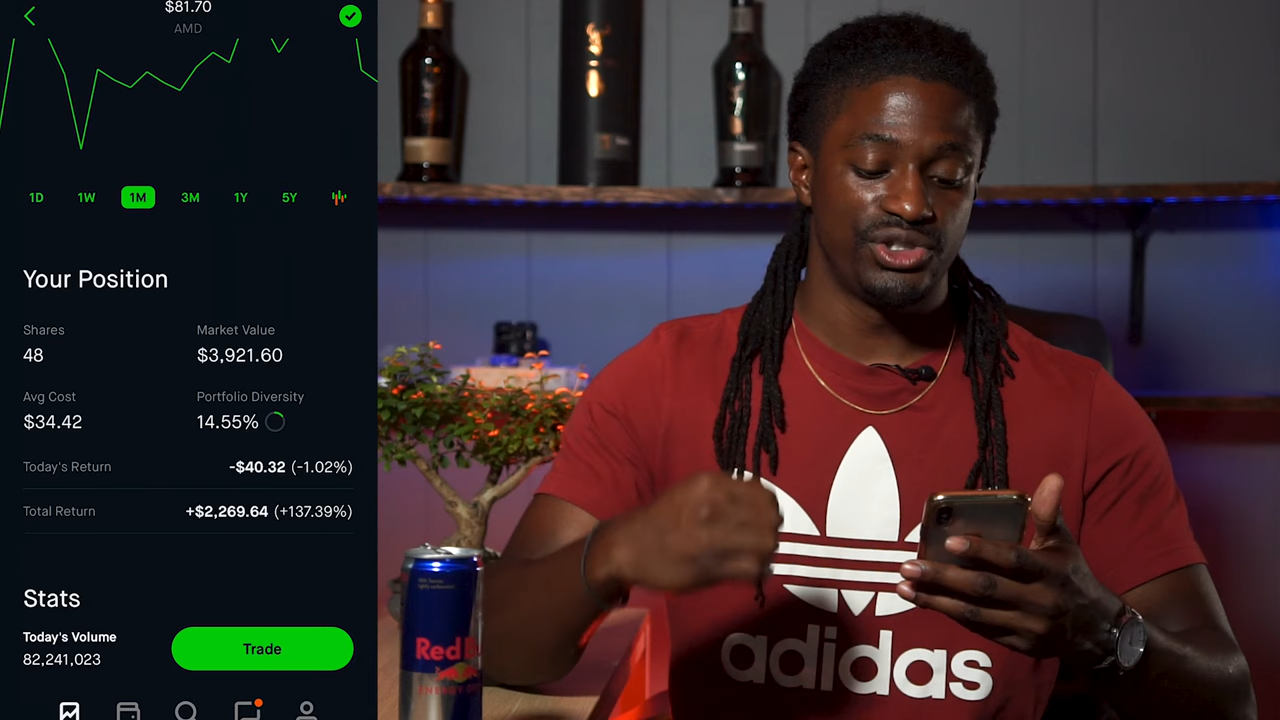 $81.70
AMD
1D 1W 1M 3M 1Y 5Y
Your Position
Shares Market Value
48 $3,921.60
Avg Cost Portfolio Diversity
$34.42 14.55%
Today's Return -$40.32 (-1.02%)
Total Return +$2,269.64 (+137.39%)
Stats
Today's Volume
82,241,023
Trade
Red
adidas